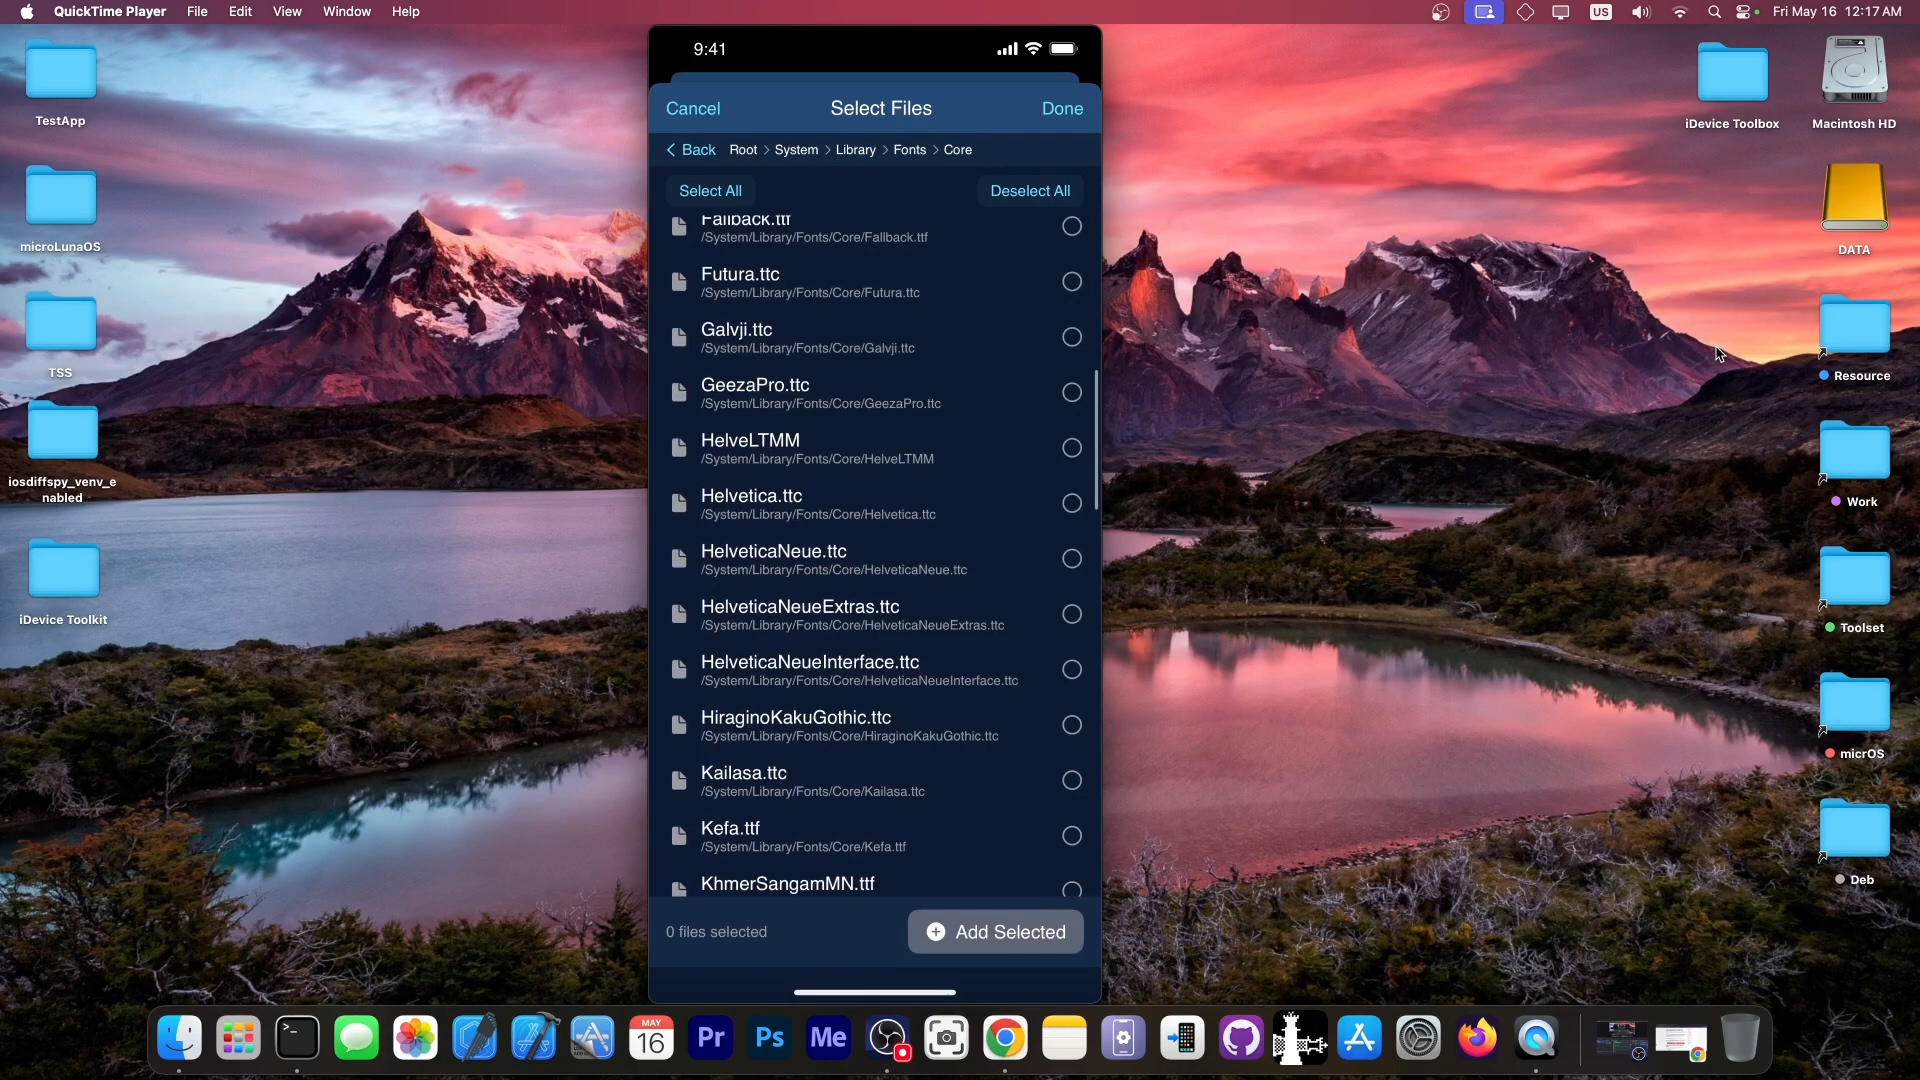 QuickTime Player File Edit View Window Help
US Fri May 16 12:17 AM
9:41
Cancel Select Files Done
Back Root System Library Fonts Core
Select All Deselect All
Fallback.ttf
/System/Library/Fonts/Core/Fallback.ttf
Futura.ttc
/System/Library/Fonts/Core/Futura.ttc
Galvji.ttc
/System/Library/Fonts/Core/Galvji.ttc
GeezaPro.ttc
/System/Library/Fonts/Core/GeezaPro.ttc
HelveLTMM
/System/Library/Fonts/Core/HelveLTMM
Helvetica.ttc
/System/Library/Fonts/Core/Helvetica.ttc
HelveticaNeue.ttc
/System/Library/Fonts/Core/HelveticaNeue.ttc
HelveticaNeueExtras.ttc
/System/Library/Fonts/Core/HelveticaNeueExtras.ttc
HelveticaNeueInterface.ttc
/System/Library/Fonts/Core/HelveticaNeueInterface.ttc
HiraginoKakuGothic.ttc
/System/Library/Fonts/Core/HiraginoKakuGothic.ttc
Kailasa.ttc
/System/Library/Fonts/Core/Kailasa.ttc
Kefa.ttf
/System/Library/Fonts/Core/Kefa.ttf
KhmerSangamMN.ttf
0 files selected Add Selected
TestApp
microLunaOS
TSS
iosdiffspy_venv_e
nabled
iDevice Toolkit
iDevice Toolbox Macintosh HD
DATA
Resource
Work
Toolset
micrOS
Deb
>_
MAY
16
Pr Ps Me